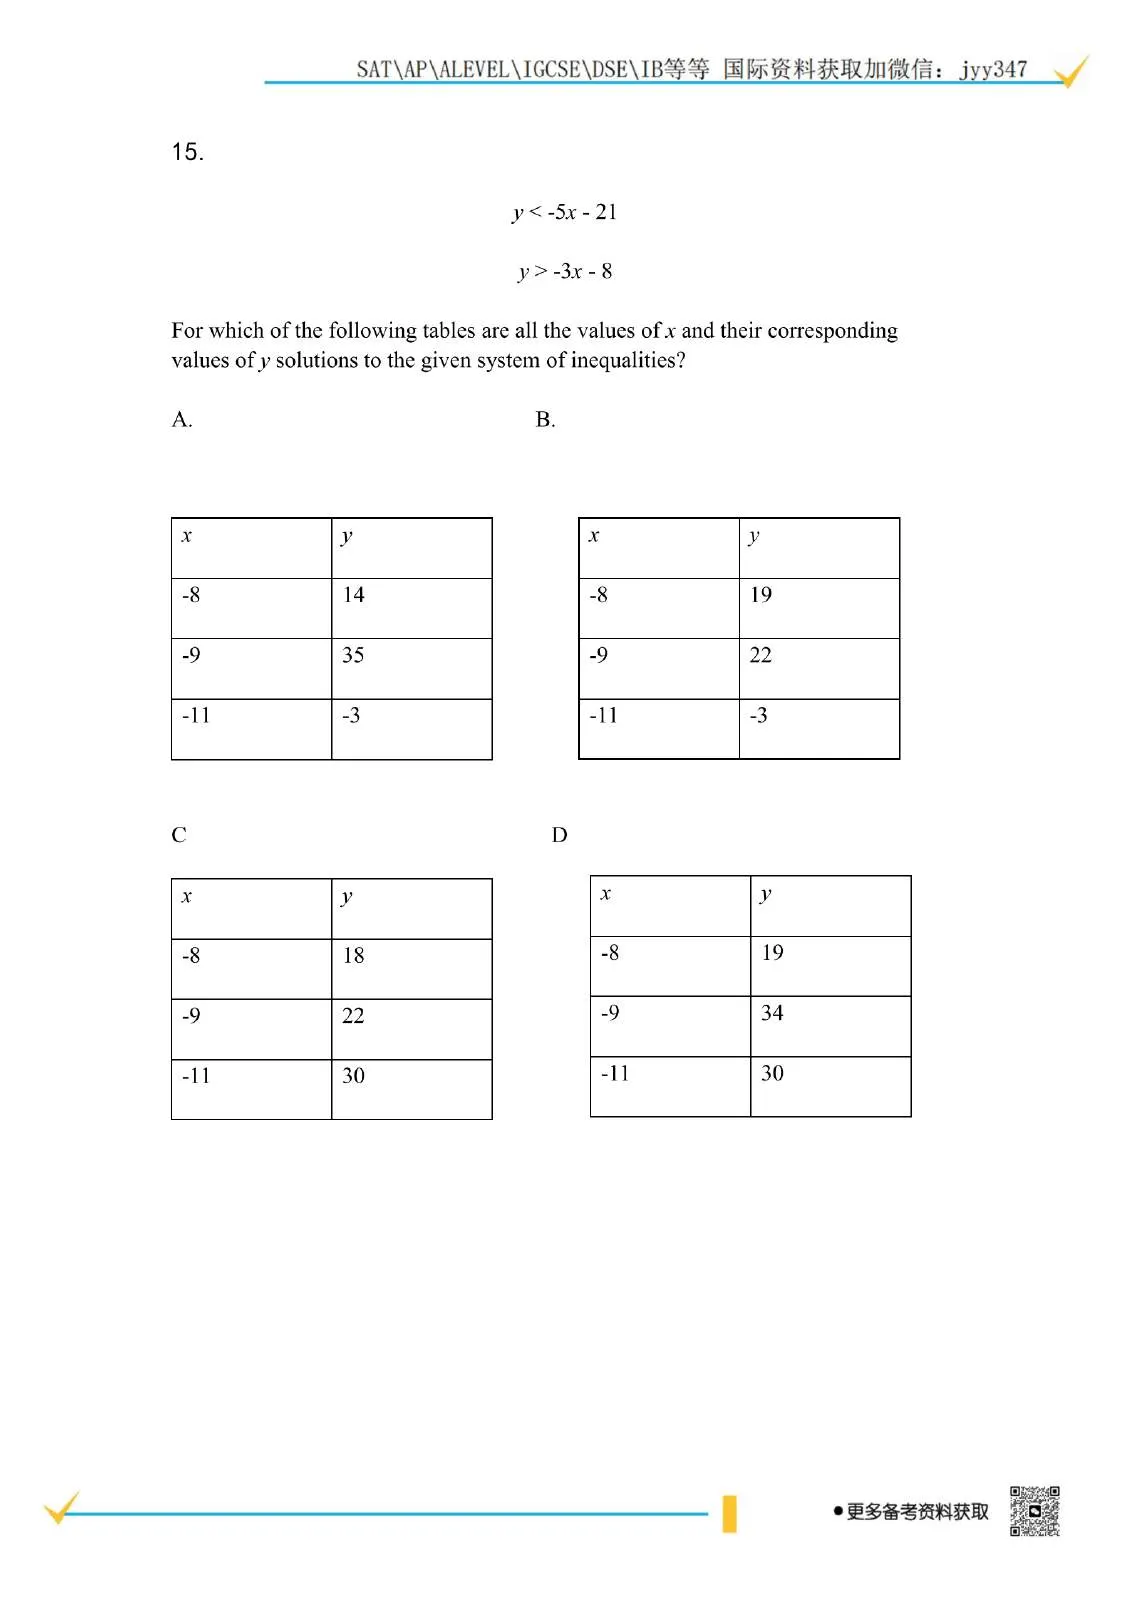 SAT\AP\ALEVEL\IGCSE\DSE\IB等等 国际资料获取加微信：jyy347
15.
y < -5x - 21
y > -3x - 8
For which of the following tables are all the values of x and their corresponding
values of y solutions to the given system of inequalities?
A. B.
x y
-8 14
-9 35
-11 -3
x y
-8 19
-9 22
-11 -3
C D
x y
-8 18
-9 22
-11 30
x y
-8 19
-9 34
-11 30
●更多备考资料获取